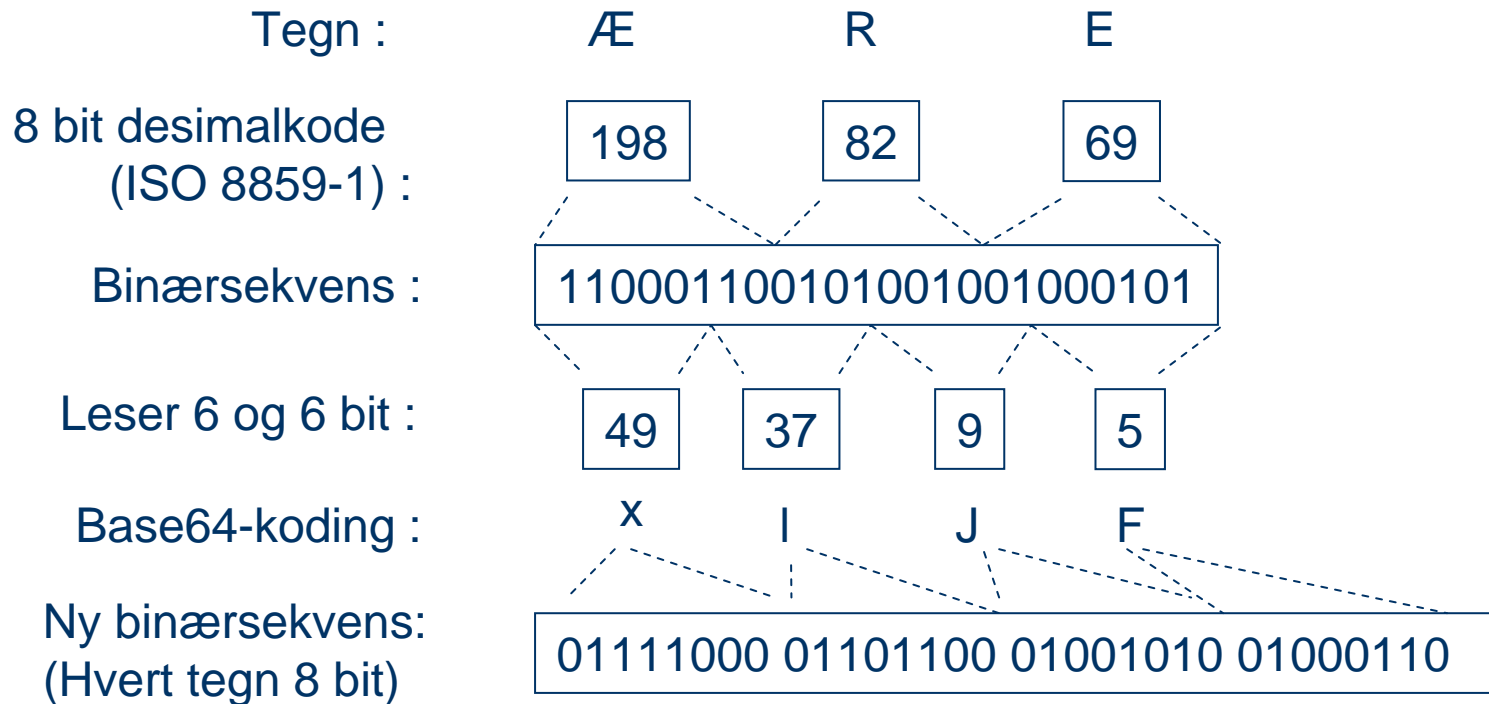 Tegn : Æ R E
8 bit desimalkode
(ISO 8859-1) : 198 82 69
Binærsekvens : 110001100101001001000101
Leser 6 og 6 bit : 49 37 9 5
Base64-koding : x l J F
Ny binærsekvens:
(Hvert tegn 8 bit) 01111000 01101100 01001010 01000110